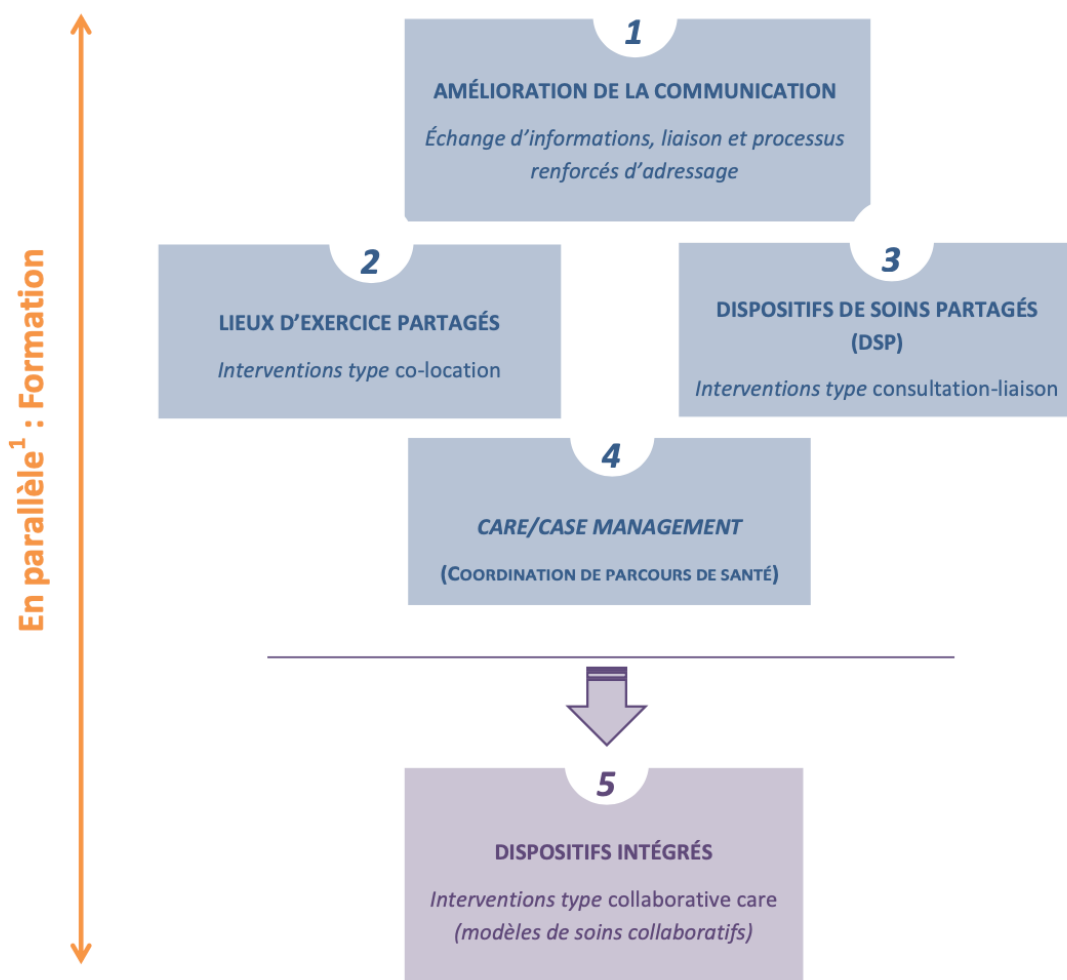 En parallèle¹ : Formation
1
AMÉLIORATION DE LA COMMUNICATION
Échange d’informations, liaison et processus
renforcés d’adressage
2
LIEUX D’EXERCICE PARTAGÉS
Interventions type co-location
3
DISPOSITIFS DE SOINS PARTAGÉS
(DSP)
Interventions type consultation-liaison
4
CARE/CASE MANAGEMENT
(COORDINATION DE PARCOURS DE SANTÉ)
5
DISPOSITIFS INTÉGRÉS
Interventions type collaborative care
(modèles de soins collaboratifs)